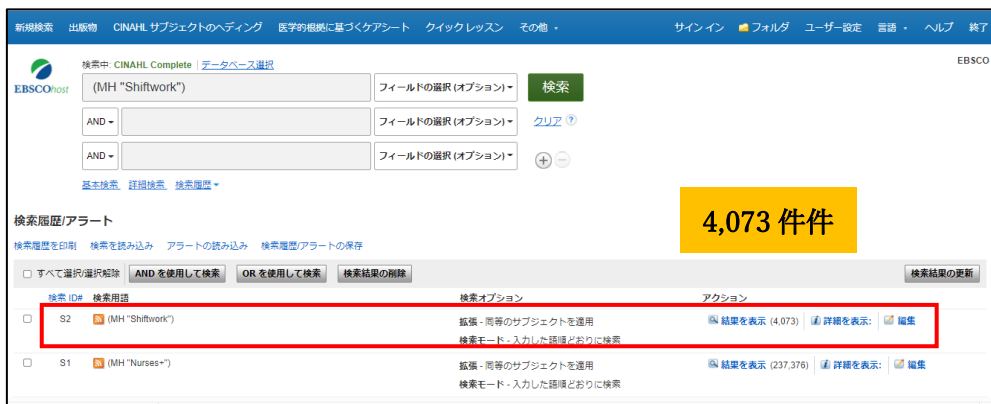 新規検索 出版物 CINAHL サブジェクトのヘディング 医学的根拠に基づくケアシート クイック レッスン その他 サイン イン フォルダ ユーザー設定 言語 ヘルプ 終了
検索中: CINAHL Complete データベース選択 EBSCO
EBSCOhost (MH "Shiftwork") フィールドの選択 (オプション) 検索
AND フィールドの選択 (オプション) クリア ?
AND フィールドの選択 (オプション) + −
基本検索 詳細検索 検索履歴
4,073 件件
検索履歴/アラート
検索履歴を印刷 検索を読み込み アラートの読み込み 検索履歴/アラートの保存
すべて選択/選択解除 AND を使用して検索 OR を使用して検索 検索結果の削除 検索結果の更新
検索 ID# 検索用語 検索オプション アクション
S2 (MH "Shiftwork") 拡張 - 同等のサブジェクトを適用 結果を表示 (4,073) i 詳細を表示: 編集
検索モード - 入力した語順どおりに検索
S1 (MH "Nurses+") 拡張 - 同等のサブジェクトを適用 結果を表示 (237,376) i 詳細を表示: 編集
検索モード - 入力した語順どおりに検索